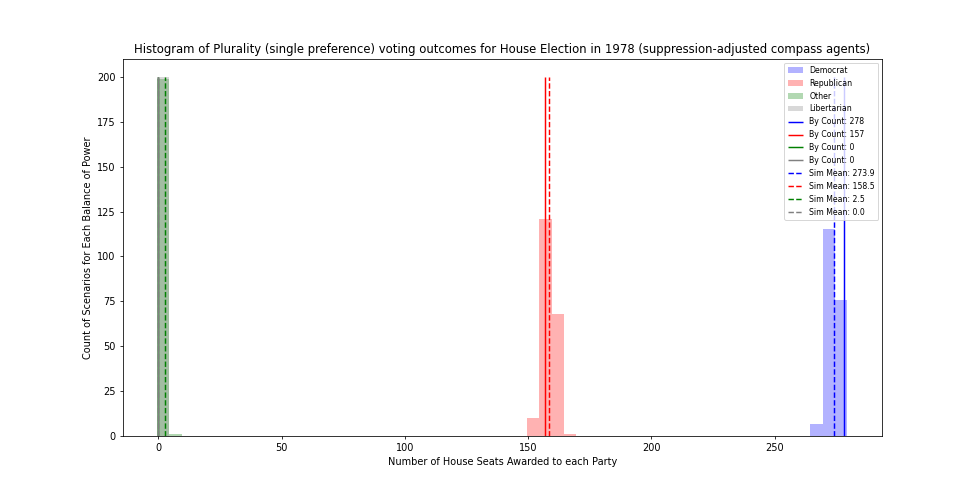 Histogram of Plurality (single preference) voting outcomes for House Election in 1978 (suppression-adjusted compass agents)
Count of Scenarios for Each Balance of Power
200
175
150
125
100
75
50
25
0
Democrat
Republican
Other
Libertarian
By Count: 278
By Count: 157
By Count: 0
By Count: 0
Sim Mean: 273.9
Sim Mean: 158.5
Sim Mean: 2.5
Sim Mean: 0.0
0 50 100 150 200 250
Number of House Seats Awarded to each Party